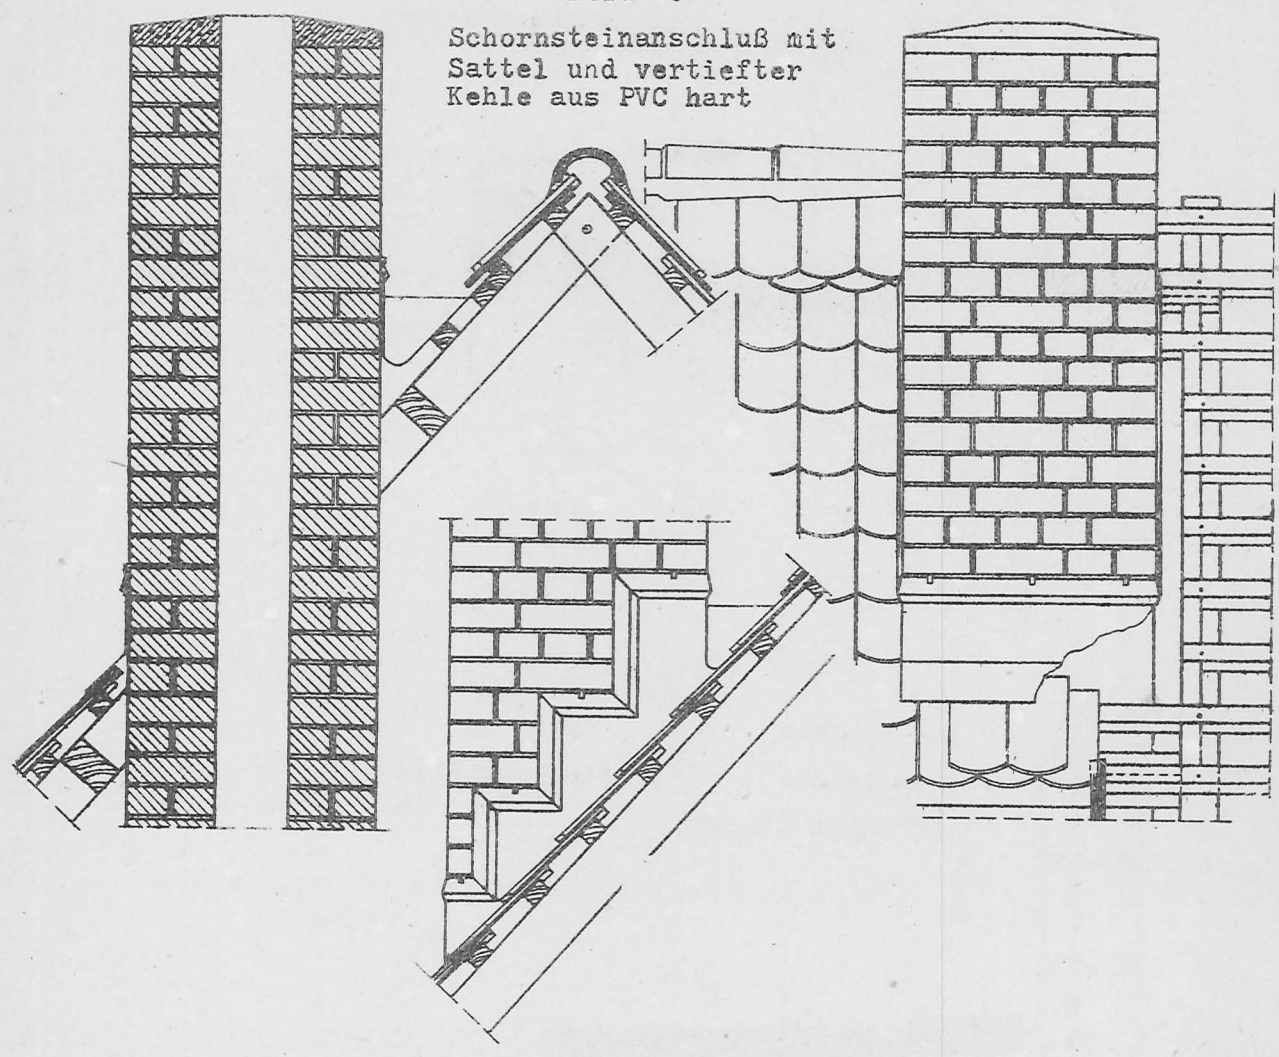 Schornsteinanschluß mit
Sattel und vertiefter
Kehle aus PVC hart